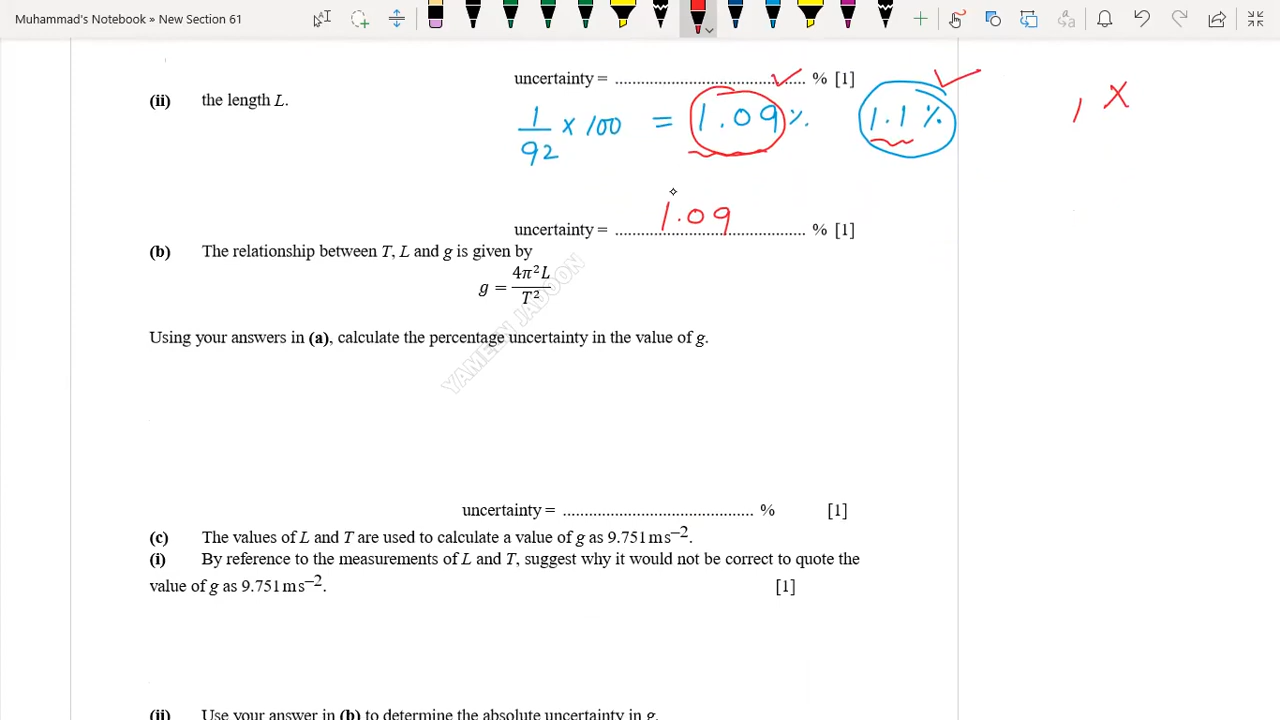 Muhammad's Notebook » New Section 61
uncertainty = ................................................ % [1]
(ii) the length L.
1/92 x 100 = 1.09 % 1.1 %
1 X
1.09
uncertainty = ................................................ % [1]
(b) The relationship between T, L and g is given by
g = 4π²L/T²
YAMEEN JADOON
Using your answers in (a), calculate the percentage uncertainty in the value of g.
uncertainty = ................................................ % [1]
(c) The values of L and T are used to calculate a value of g as 9.751 m s⁻².
(i) By reference to the measurements of L and T, suggest why it would not be correct to quote the
value of g as 9.751 m s⁻². [1]
(ii) Use your answer in (b) to determine the absolute uncertainty in g.